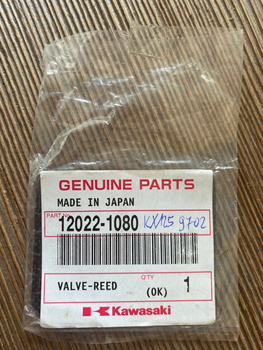 GENUINE PARTS
MADE IN JAPAN
PART No.
12022-1080 KX125 9702
QTY
VALVE-REED (OK) 1
Kawasaki